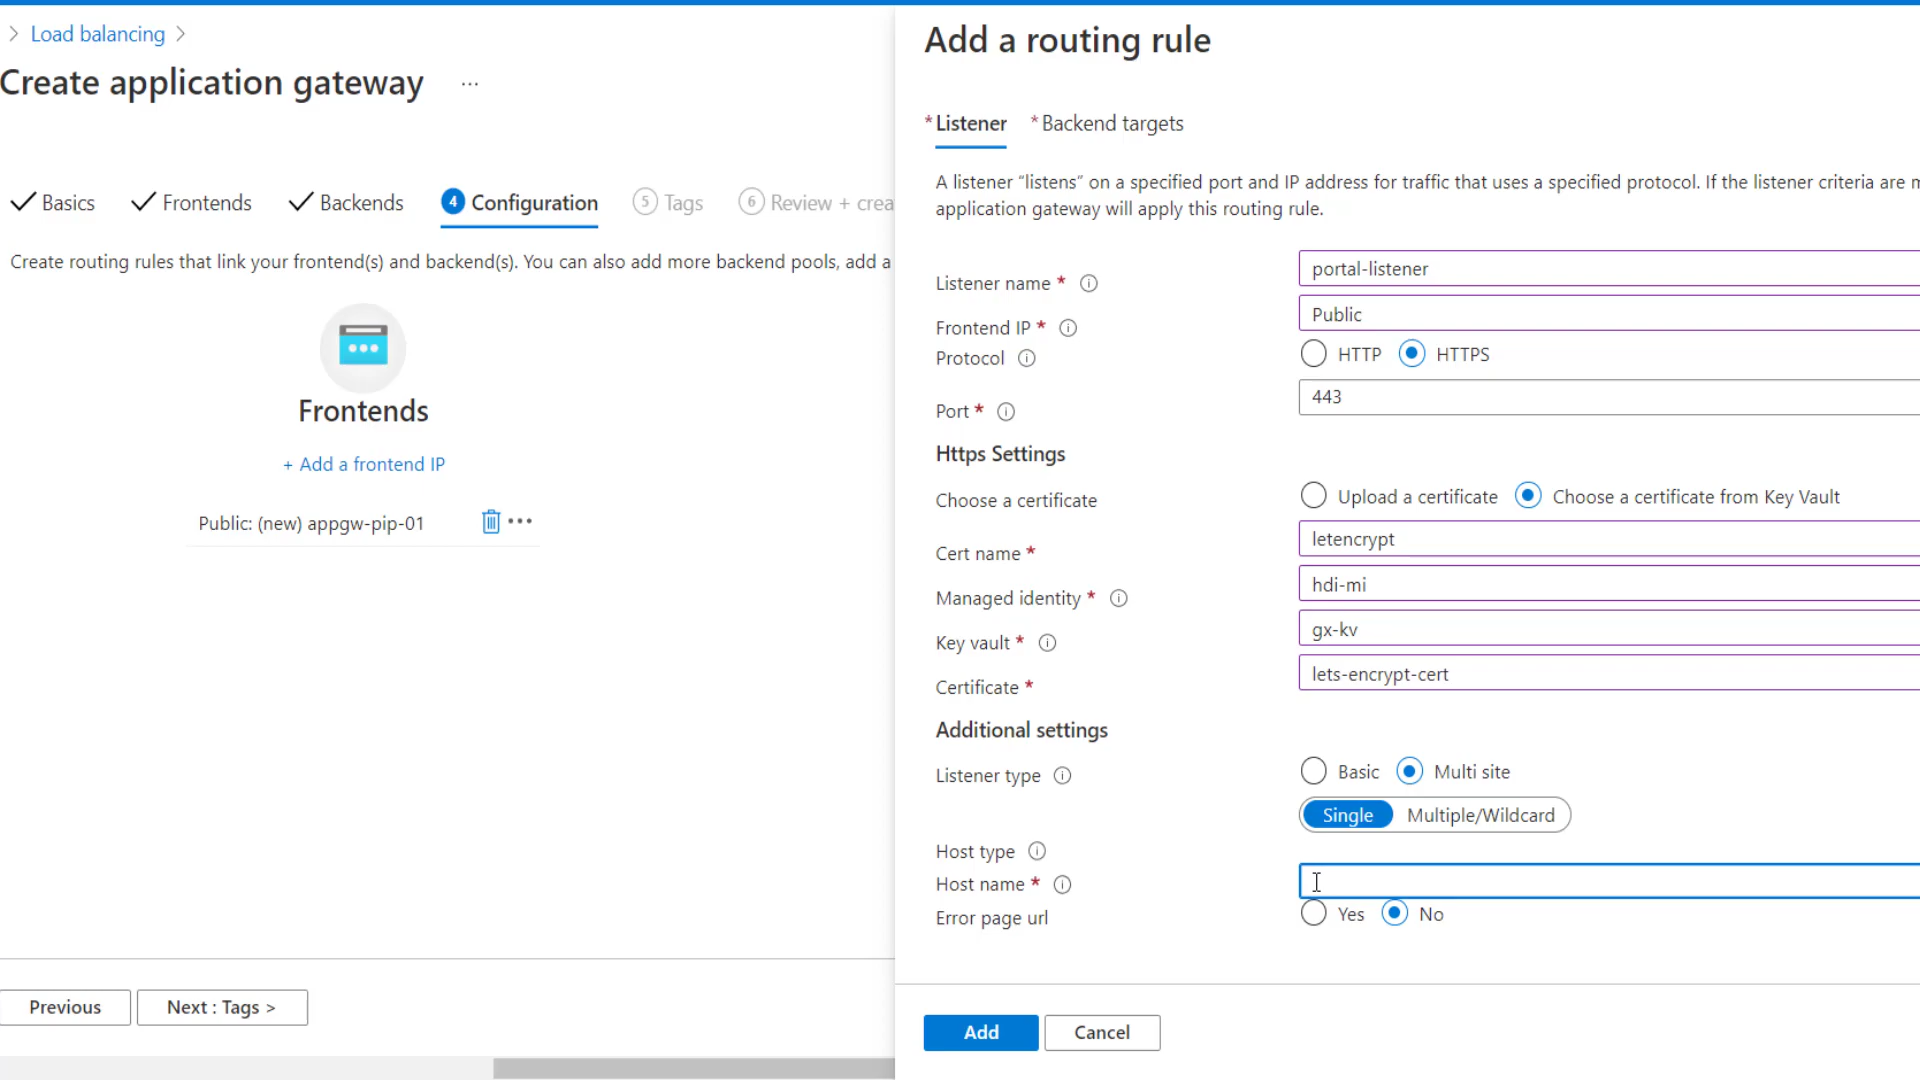 Load balancing
Create application gateway
...
Basics
Frontends
Backends
4 Configuration
5 Tags
6 Review + crea
Create routing rules that link your frontend(s) and backend(s). You can also add more backend pools, add a
Frontends
+ Add a frontend IP
Public: (new) appgw-pip-01
Previous
Next : Tags >
Add a routing rule
* Listener
* Backend targets
A listener “listens” on a specified port and IP address for traffic that uses a specified protocol. If the listener criteria are
application gateway will apply this routing rule.
Listener name *
portal-listener
Frontend IP *
Public
Protocol
HTTP
HTTPS
Port *
443
Https Settings
Choose a certificate
Upload a certificate
Choose a certificate from Key Vault
Cert name *
letencrypt
Managed identity *
hdi-mi
Key vault *
gx-kv
Certificate *
lets-encrypt-cert
Additional settings
Listener type
Basic
Multi site
Single
Multiple/Wildcard
Host type
Host name *
Error page url
Yes
No
Add
Cancel